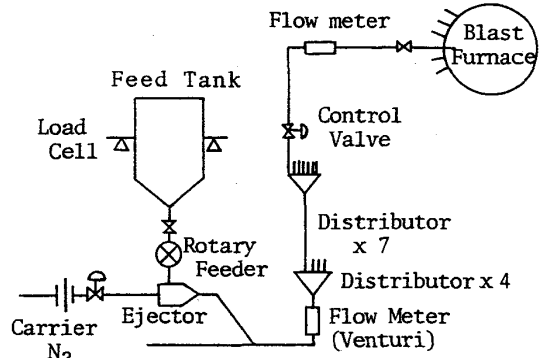 Flow meter
Blast
Furnace
Feed Tank
Load
Cell
Control
Valve
Rotary
Feeder
Distributor
x 7
Distributor x 4
Ejector
Flow Meter
(Venturi)
Carrier
N2